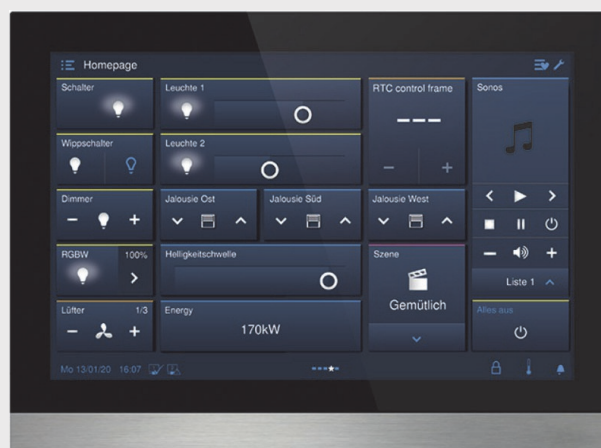 Homepage
Schalter
Leuchte 1
RTC control frame
Sonos
---
Wippschalter
Leuchte 2
- +
Dimmer
Jalousie Ost
Jalousie Süd
Jalousie West
- +
RGBW 100%
Helligkeitschwelle
Szene
- +
Liste 1
Gemütlich
Lüfter 1/3
Energy
Alles aus
- +
170kW
Mo 13/01/20 16:07